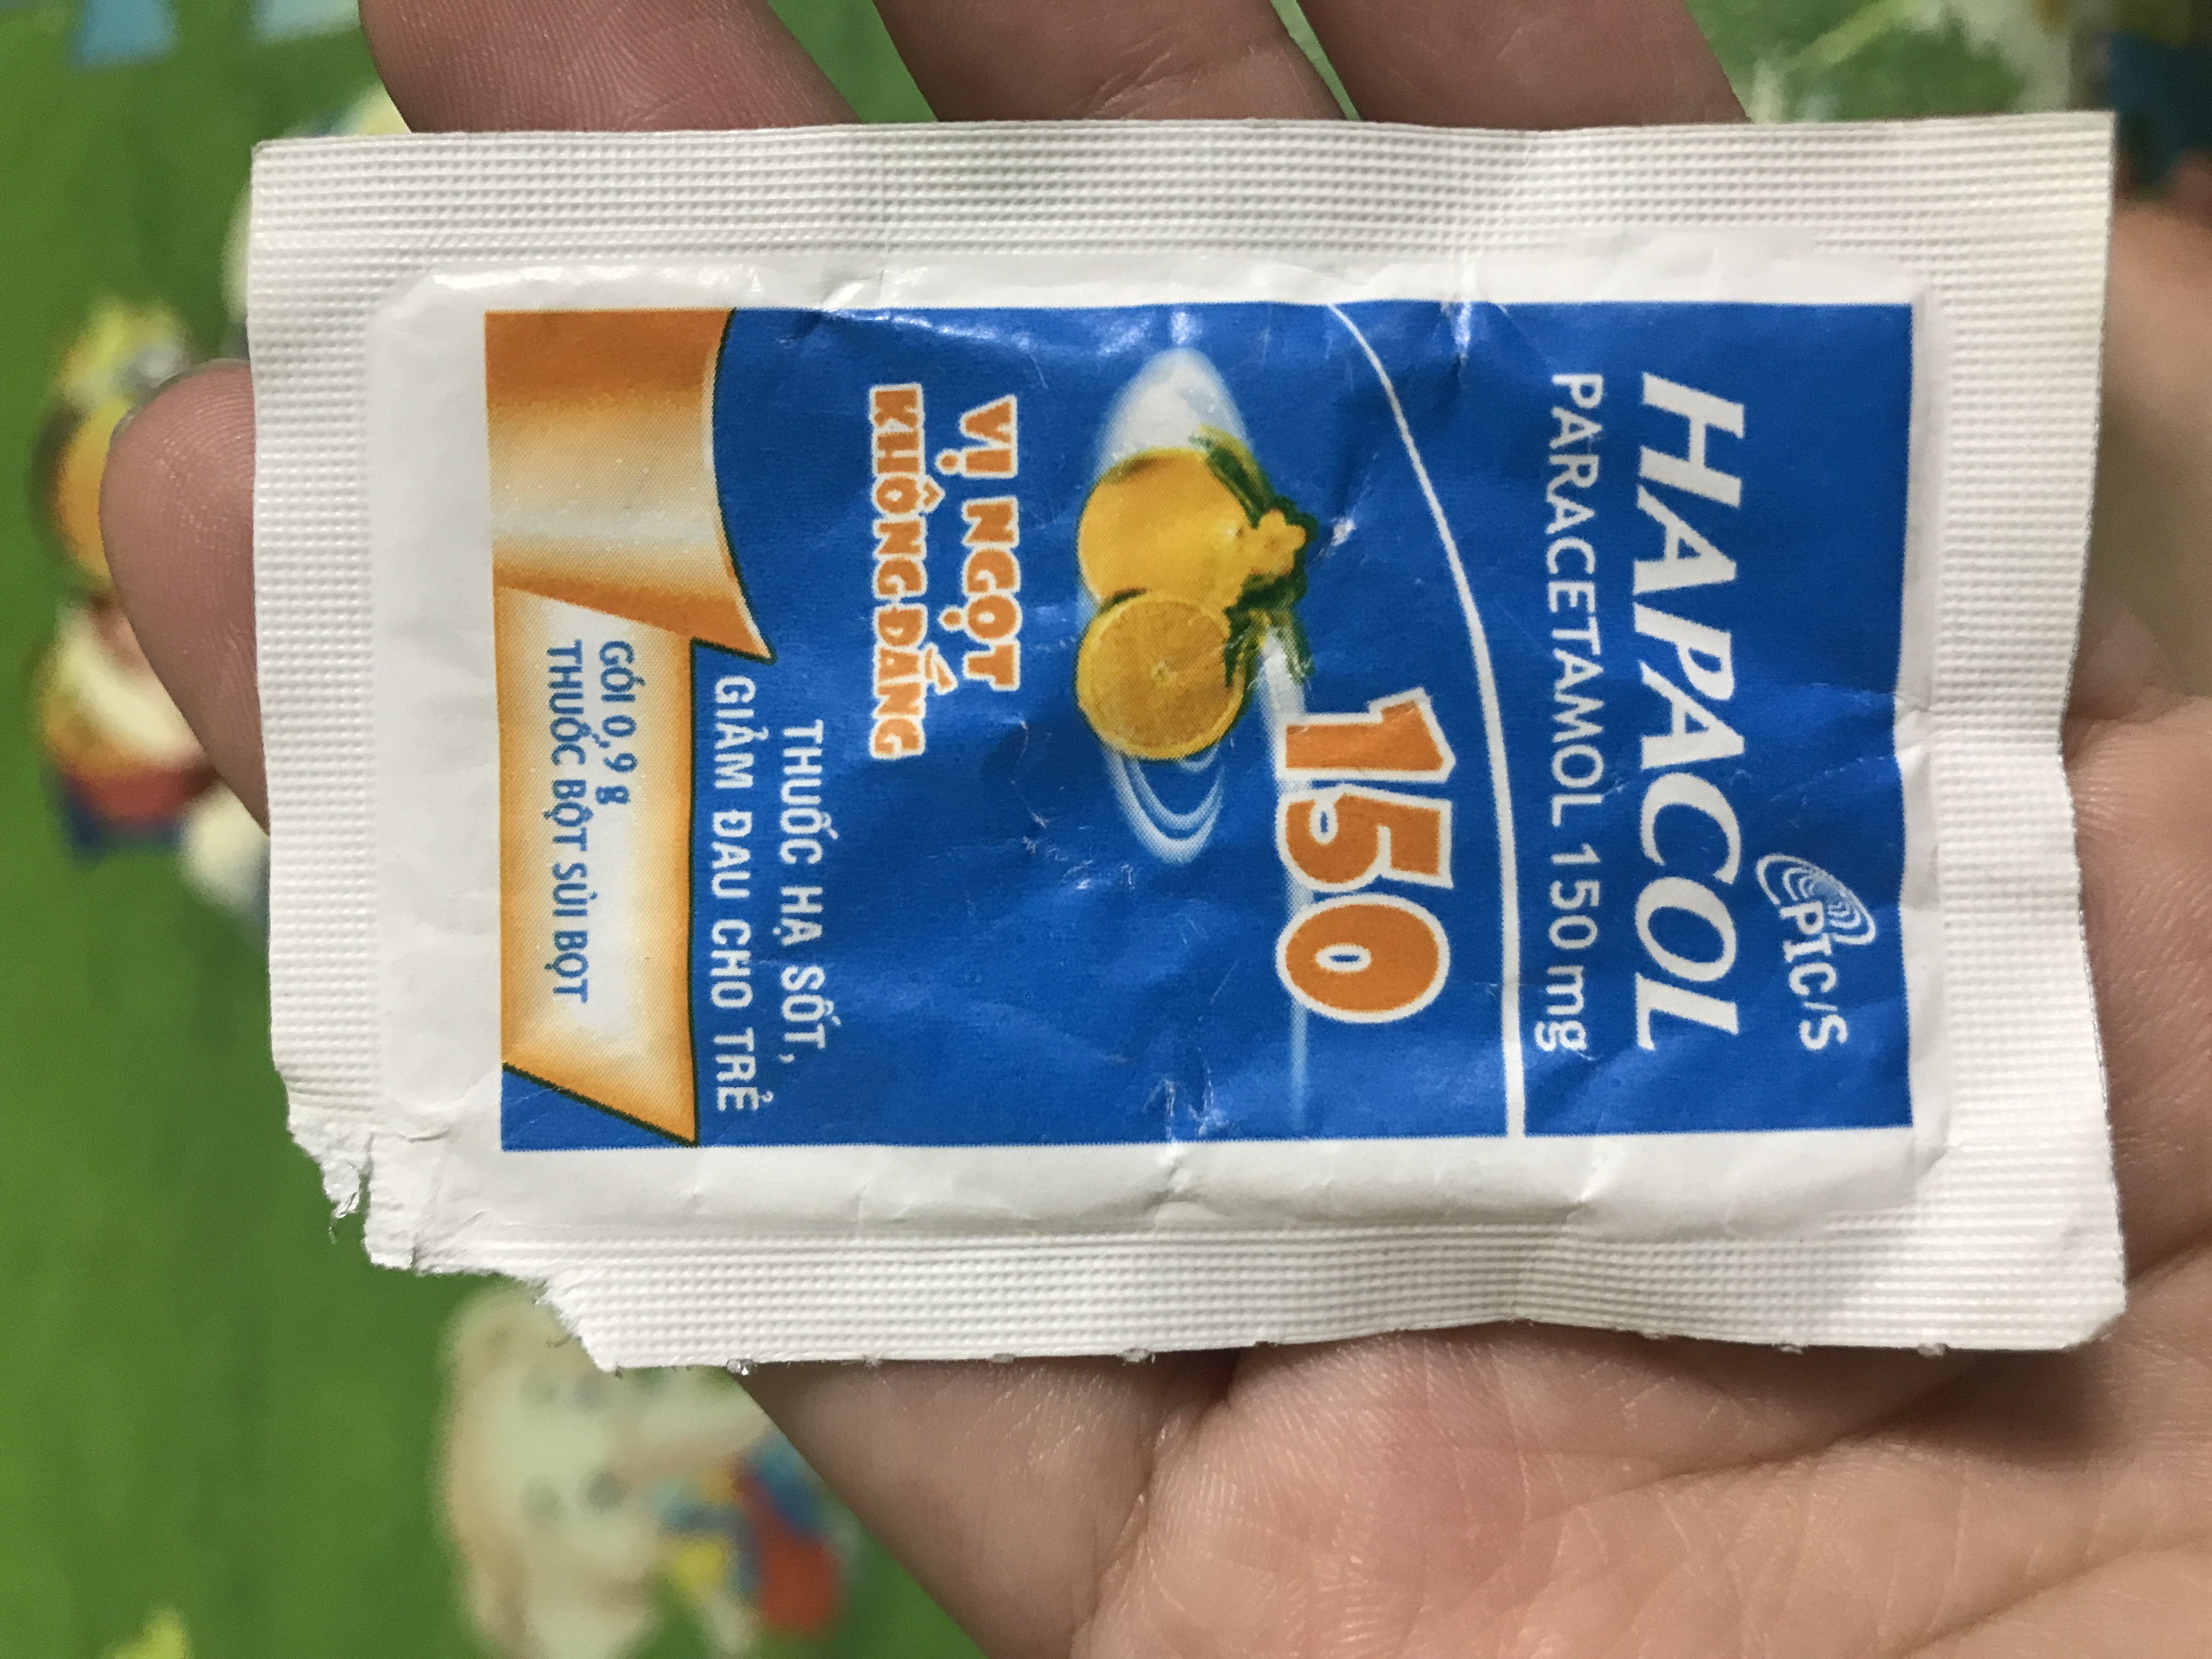 PIC/S
HAPACOL
PARACETAMOL 150 mg
150
VỊ NGỌT
KHÔNG ĐẮNG
THUỐC HẠ SỐT,
GIẢM ĐAU CHO TRẺ
GÓI 0,9 g
THUỐC BỘT SỦI BỌT